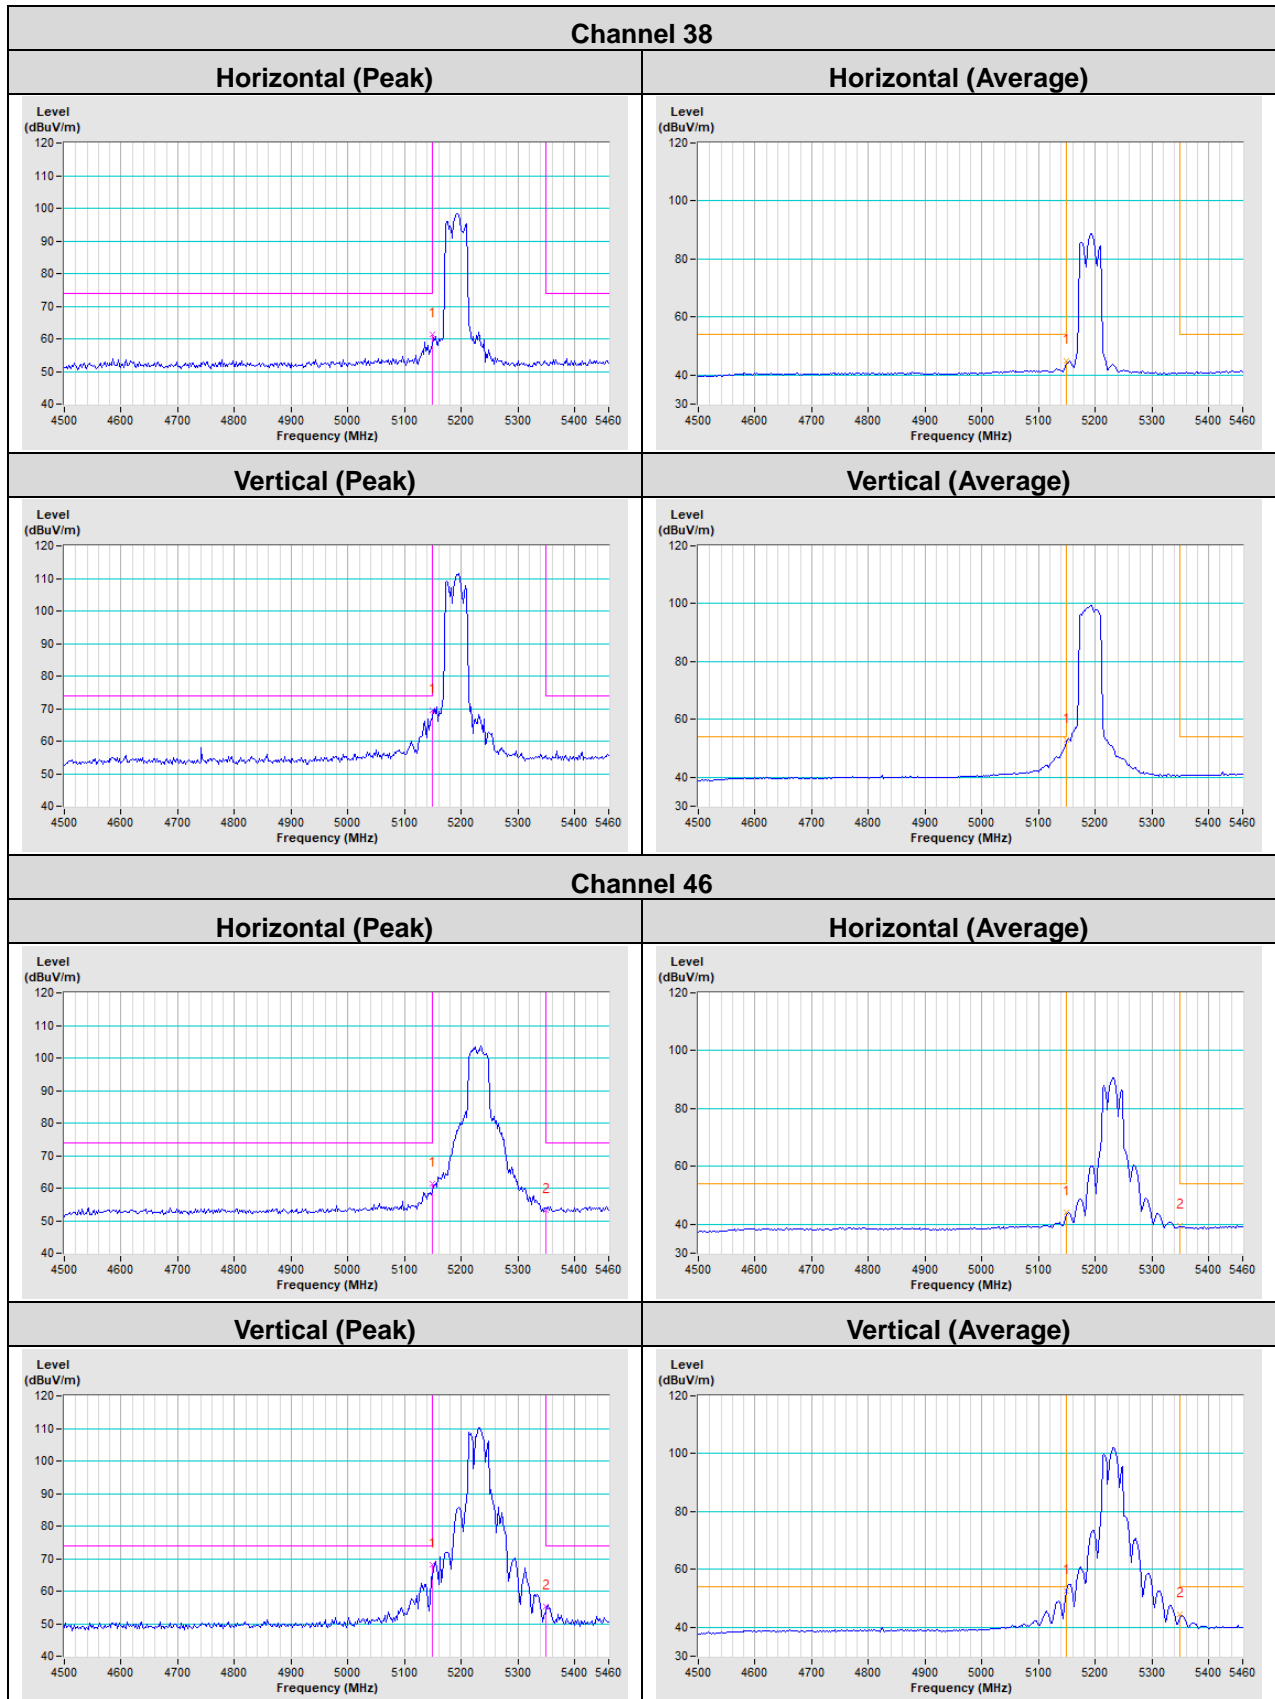 Channel 38
Horizontal (Peak) Horizontal (Average)
Level Level
(dBuV/m) (dBuV/m)
120 120
110
100 100
90
80 80
70
1
60 60
1
50
40 40
30
4500 4600 4700 4800 4900 5000 5100 5200 5300 5400 5460 4500 4600 4700 4800 4900 5000 5100 5200 5300 5400 5460
Frequency (MHz) Frequency (MHz)
Vertical (Peak) Vertical (Average)
Level Level
(dBuV/m) (dBuV/m)
120 120
110
100 100
90
80 80
1
70
60 1 60
50
40 40
30
4500 4600 4700 4800 4900 5000 5100 5200 5300 5400 5460 4500 4600 4700 4800 4900 5000 5100 5200 5300 5400 5460
Frequency (MHz) Frequency (MHz)
Channel 46
Horizontal (Peak) Horizontal (Average)
Level Level
(dBuV/m) (dBuV/m)
120 120
110
100 100
90
80 80
70
1
60 60
2 1
2
50
40 40
30
4500 4600 4700 4800 4900 5000 5100 5200 5300 5400 5460 4500 4600 4700 4800 4900 5000 5100 5200 5300 5400 5460
Frequency (MHz) Frequency (MHz)
Vertical (Peak) Vertical (Average)
Level Level
(dBuV/m) (dBuV/m)
120 120
110
100 100
90
80 80
1
70
60 1 60
2 2
50
40 40
30
4500 4600 4700 4800 4900 5000 5100 5200 5300 5400 5460 4500 4600 4700 4800 4900 5000 5100 5200 5300 5400 5460
Frequency (MHz) Frequency (MHz)